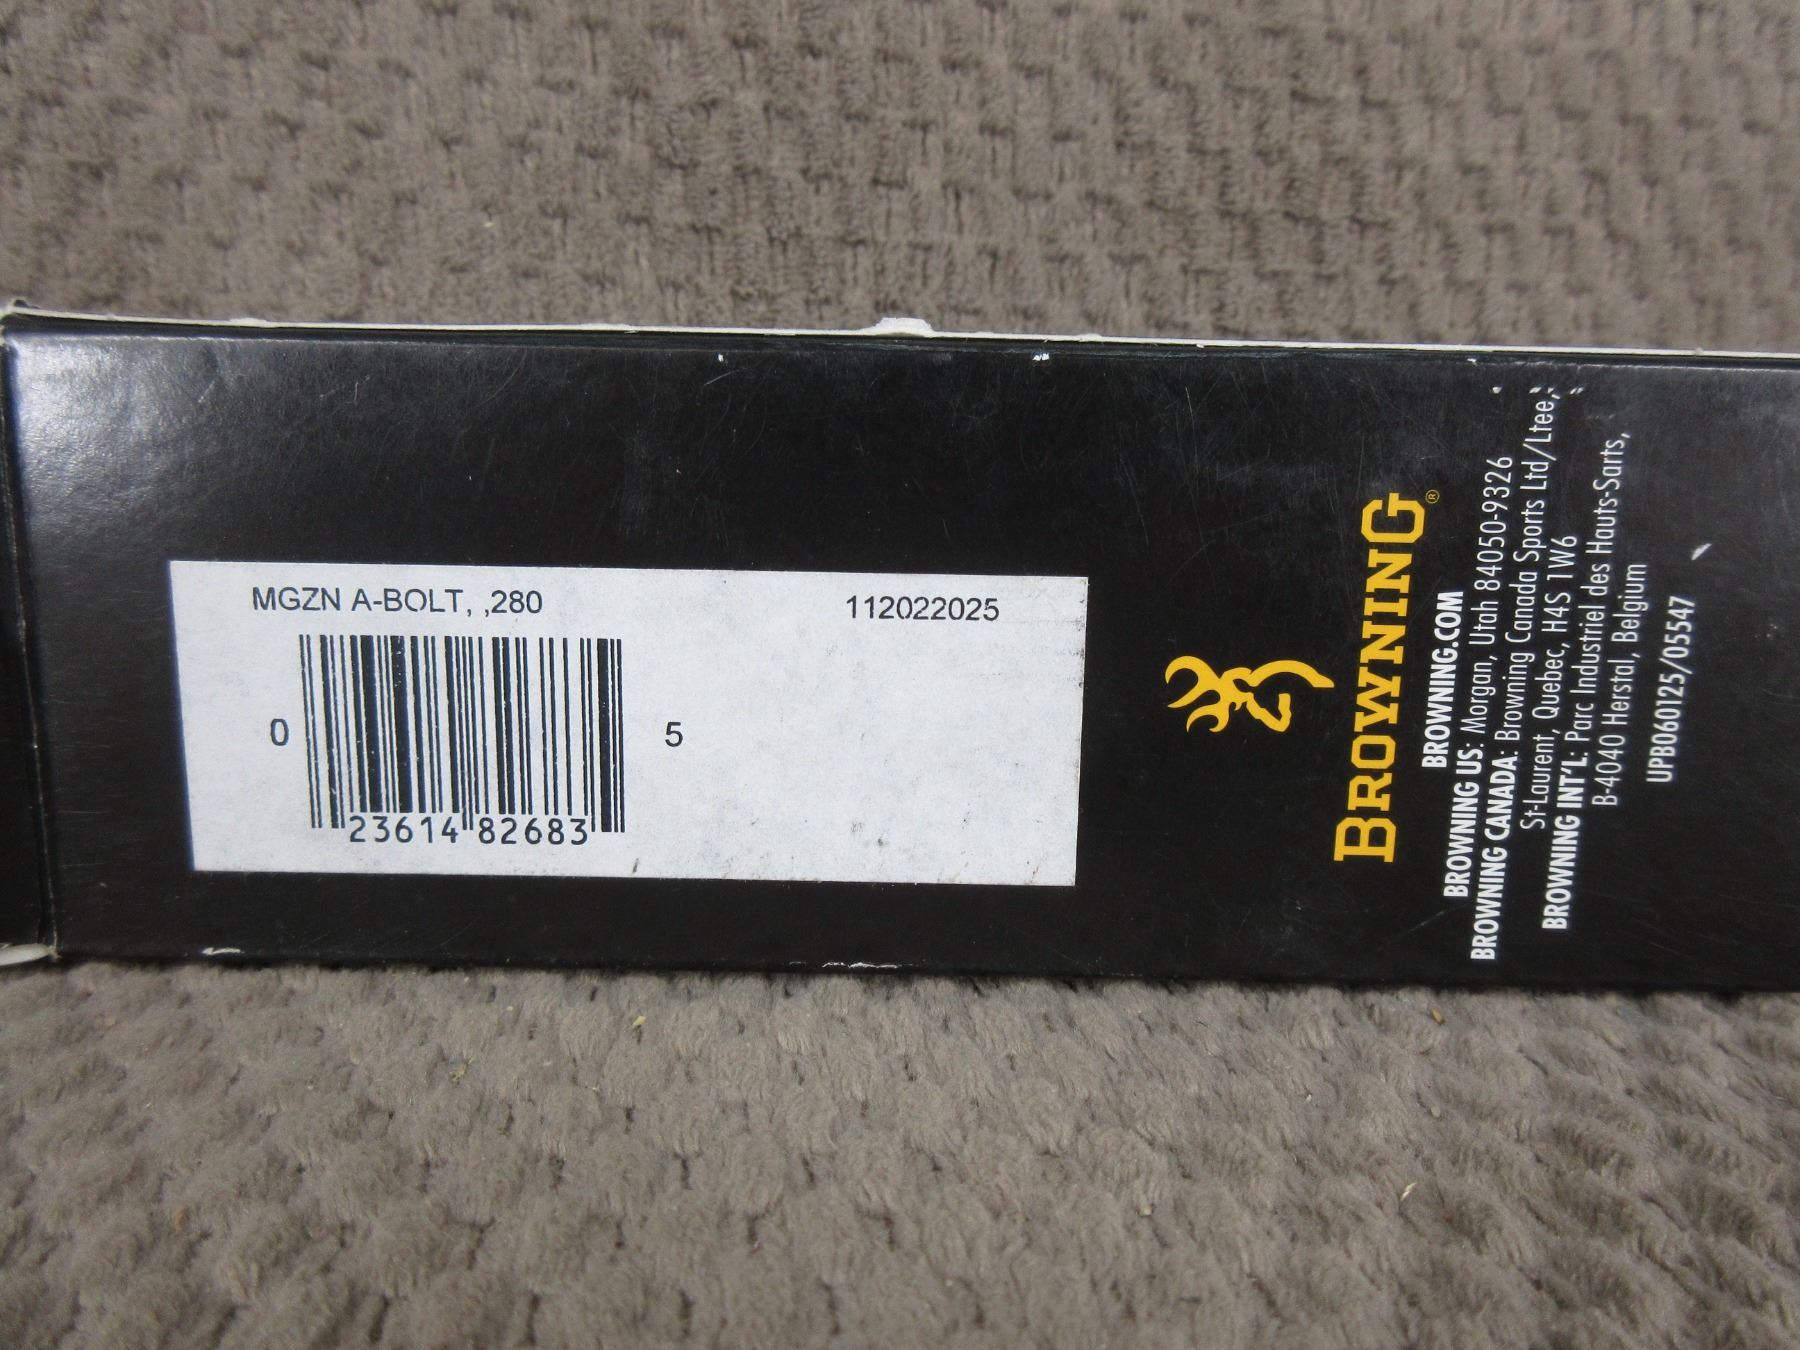 MGZN A-BOLT, ,280
112022025
0
5
23614 82683
BROWNING®
BROWNING.COM
BROWNING US: Morgan, Utah 84050-9326
BROWNING CANADA: Browning Canada Sports Ltd/Ltee,
St-Laurent, Quebec, H4S 1W6
BROWNING INT'L: Parc Industriel des Hauts-Sarts,
B-4040 Herstal, Belgium
UPB060125/05547